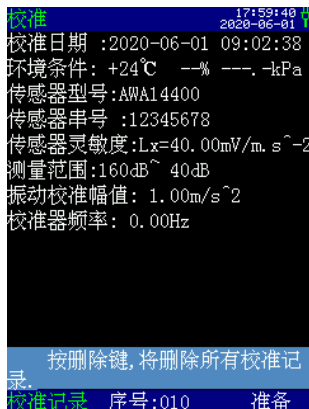 校准 17:59:40
2020-06-01
校准日期 :2020-06-01 09:02:38
环境条件: +24℃ --% ---.-kPa
传感器型号:AWA14400
传感器串号 :12345678
传感器灵敏度:Lx=40.00mV/m.s^-2
测量范围:160dB~ 40dB
振动校准幅值: 1.00m/s^2
校准器频率: 0.00Hz
按删除键,将删除所有校准记
录.
校准记录 序号:010 准备